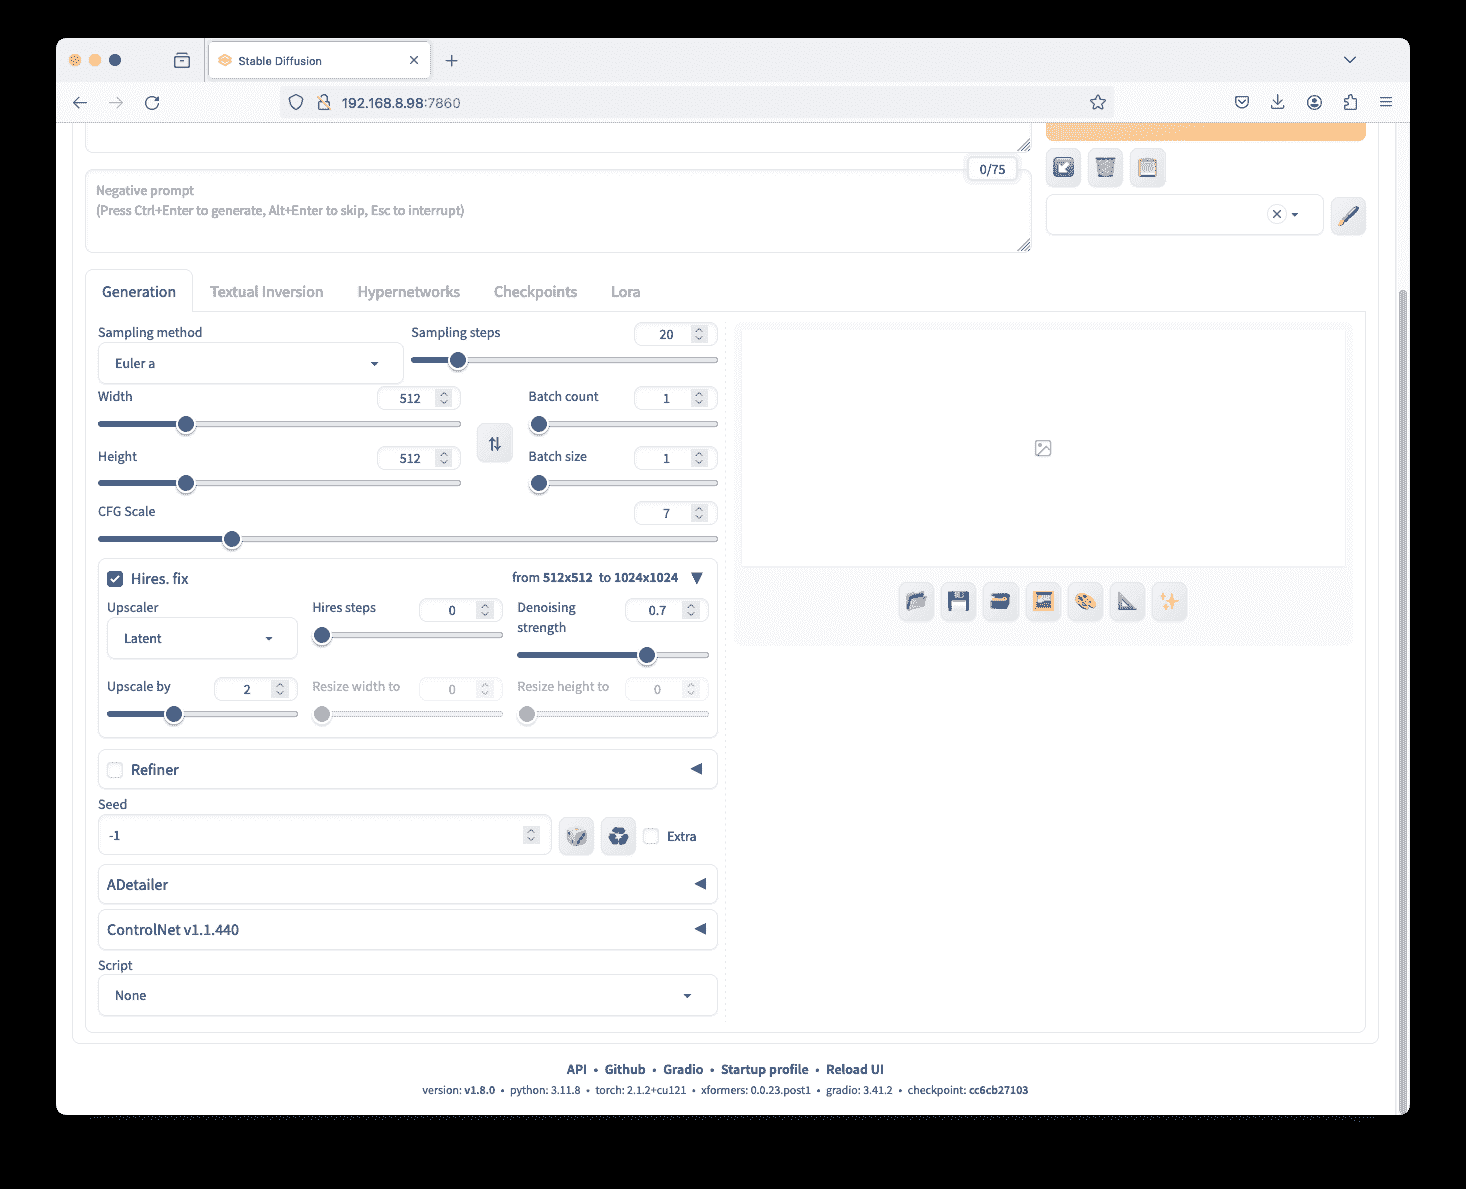 Stable Diffusion
192.168.8.98:7860
0/75
Negative prompt
(Press Ctrl+Enter to generate, Alt+Enter to skip, Esc to interrupt)
Generation Textual Inversion Hypernetworks Checkpoints Lora
Sampling method Sampling steps 20
Euler a
Width 512 Batch count 1
Height 512 Batch size 1
CFG Scale 7
Hires. fix from 512x512 to 1024x1024
Upscaler Hires steps 0 Denoising 0.7
strength
Latent
Upscale by 2 Resize width to 0 Resize height to 0
Refiner
Seed
-1 Extra
ADetailer
ControlNet v1.1.440
Script
None
API • Github • Gradio • Startup profile • Reload UI
version: v1.8.0 • python: 3.11.8 • torch: 2.1.2+cu121 • xformers: 0.0.23.post1 • gradio: 3.41.2 • checkpoint: cc6cb27103